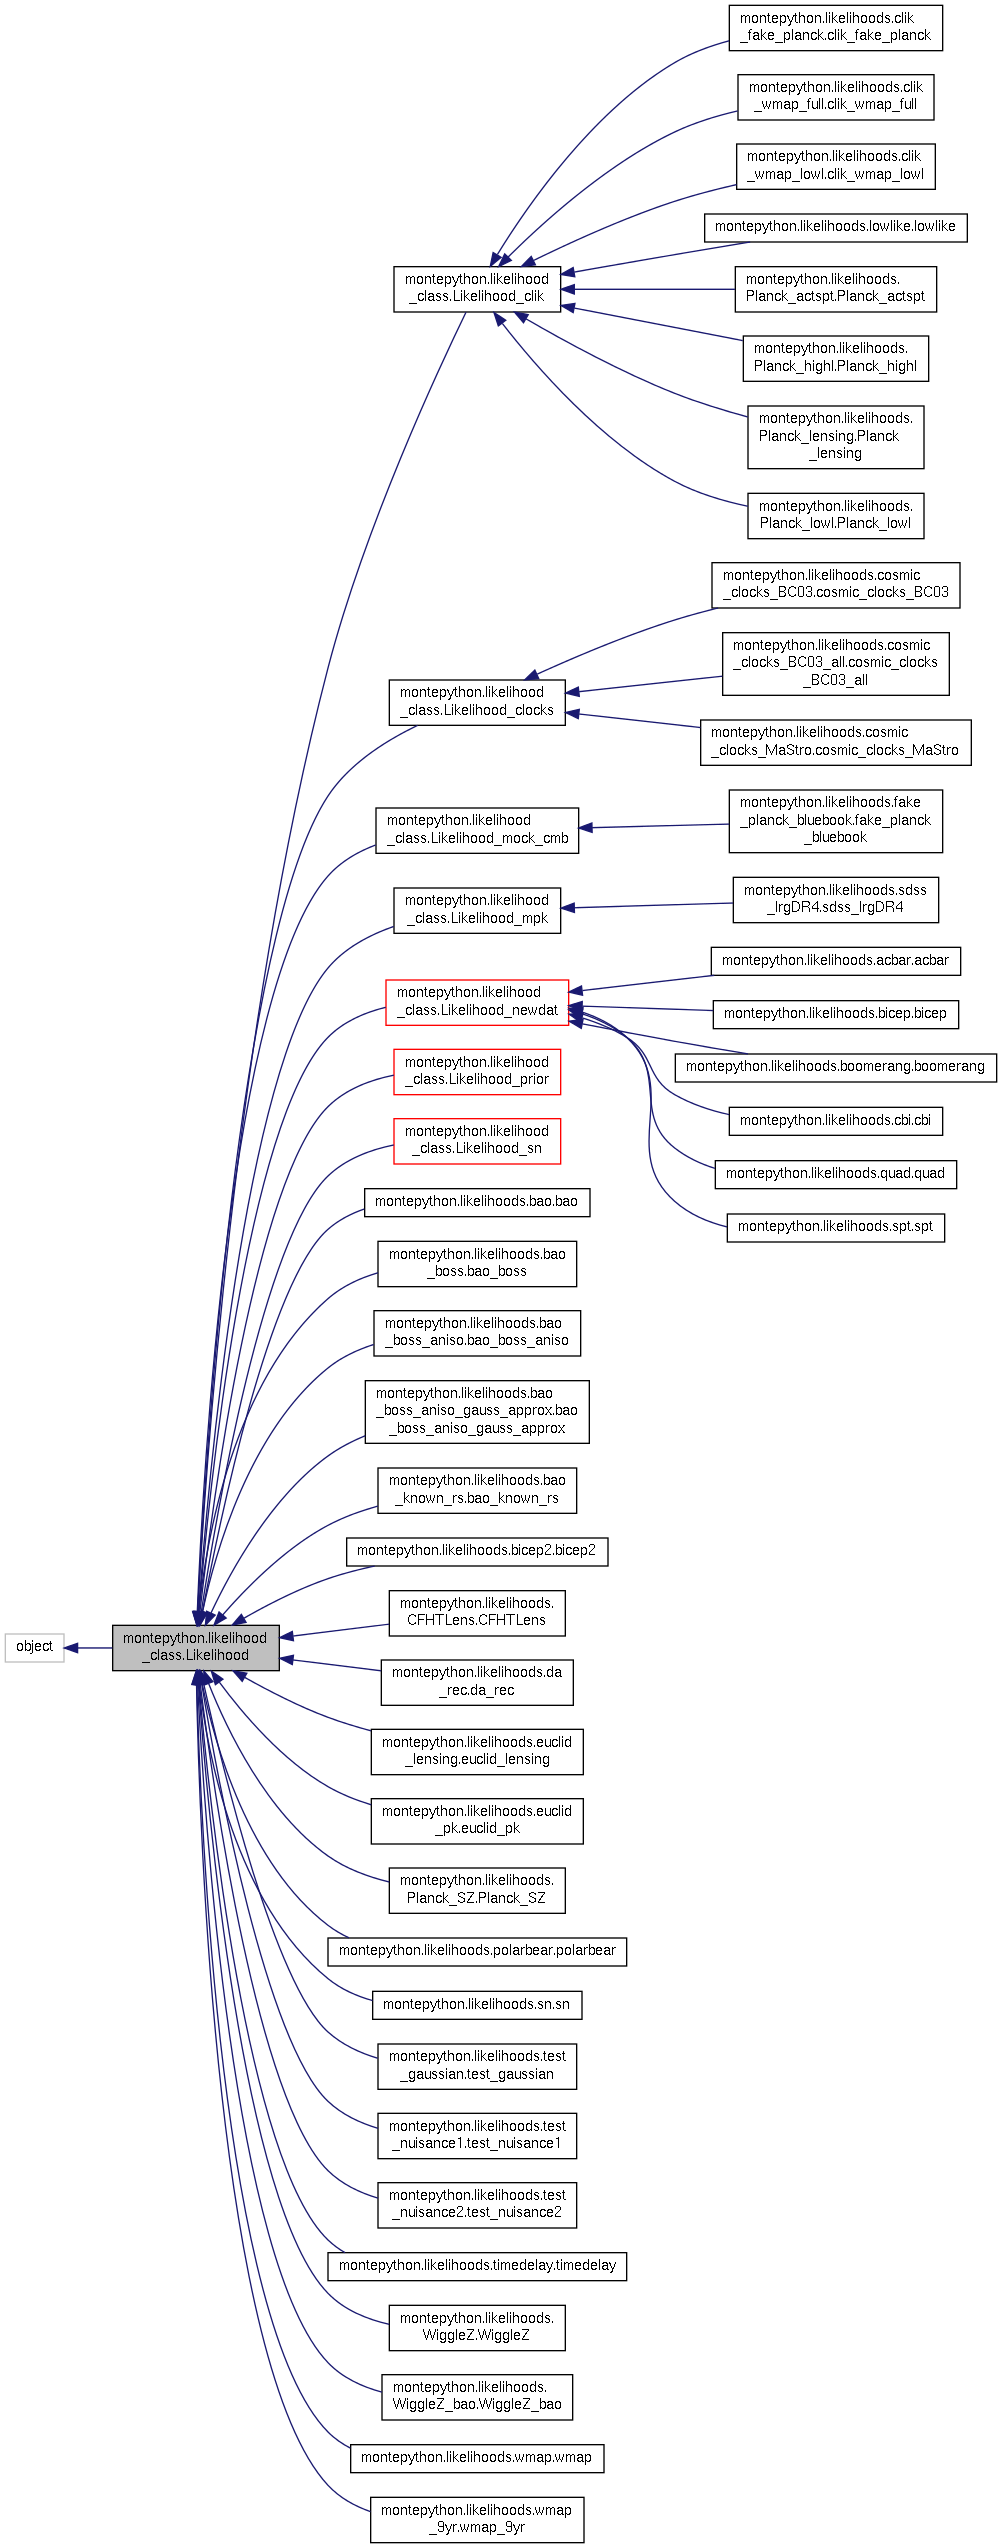 montepython.likelihoods.clik
_fake_planck.clik_fake_planck
montepython.likelihoods.clik
_wmap_full.clik_wmap_full
montepython.likelihoods.clik
_wmap_lowl.clik_wmap_lowl
montepython.likelihoods.lowlike.lowlike
montepython.likelihood
_class.Likelihood_clik
montepython.likelihoods.
Planck_actspt.Planck_actspt
montepython.likelihoods.
Planck_highl.Planck_highl
montepython.likelihoods.
Planck_lensing.Planck
_lensing
montepython.likelihoods.
Planck_lowl.Planck_lowl
montepython.likelihoods.cosmic
_clocks_BC03.cosmic_clocks_BC03
montepython.likelihoods.cosmic
_clocks_BC03_all.cosmic_clocks
_BC03_all
montepython.likelihood
_class.Likelihood_clocks
montepython.likelihoods.cosmic
_clocks_MaStro.cosmic_clocks_MaStro
montepython.likelihoods.fake
_planck_bluebook.fake_planck
_bluebook
montepython.likelihood
_class.Likelihood_mock_cmb
montepython.likelihoods.sdss
_lrgDR4.sdss_lrgDR4
montepython.likelihood
_class.Likelihood_mpk
montepython.likelihoods.acbar.acbar
montepython.likelihood
_class.Likelihood_newdat
montepython.likelihoods.bicep.bicep
montepython.likelihoods.boomerang.boomerang
montepython.likelihood
_class.Likelihood_prior
montepython.likelihoods.cbi.cbi
montepython.likelihood
_class.Likelihood_sn
montepython.likelihoods.quad.quad
montepython.likelihoods.bao.bao
montepython.likelihoods.spt.spt
montepython.likelihoods.bao
_boss.bao_boss
montepython.likelihoods.bao
_boss_aniso.bao_boss_aniso
montepython.likelihoods.bao
_boss_aniso_gauss_approx.bao
_boss_aniso_gauss_approx
montepython.likelihoods.bao
_known_rs.bao_known_rs
montepython.likelihoods.bicep2.bicep2
montepython.likelihoods.
CFHTLens.CFHTLens
object
montepython.likelihood
_class.Likelihood
montepython.likelihoods.da
_rec.da_rec
montepython.likelihoods.euclid
_lensing.euclid_lensing
montepython.likelihoods.euclid
_pk.euclid_pk
montepython.likelihoods.
Planck_SZ.Planck_SZ
montepython.likelihoods.polarbear.polarbear
montepython.likelihoods.sn.sn
montepython.likelihoods.test
_gaussian.test_gaussian
montepython.likelihoods.test
_nuisance1.test_nuisance1
montepython.likelihoods.test
_nuisance2.test_nuisance2
montepython.likelihoods.timedelay.timedelay
montepython.likelihoods.
WiggleZ.WiggleZ
montepython.likelihoods.
WiggleZ_bao.WiggleZ_bao
montepython.likelihoods.wmap.wmap
montepython.likelihoods.wmap
_9yr.wmap_9yr